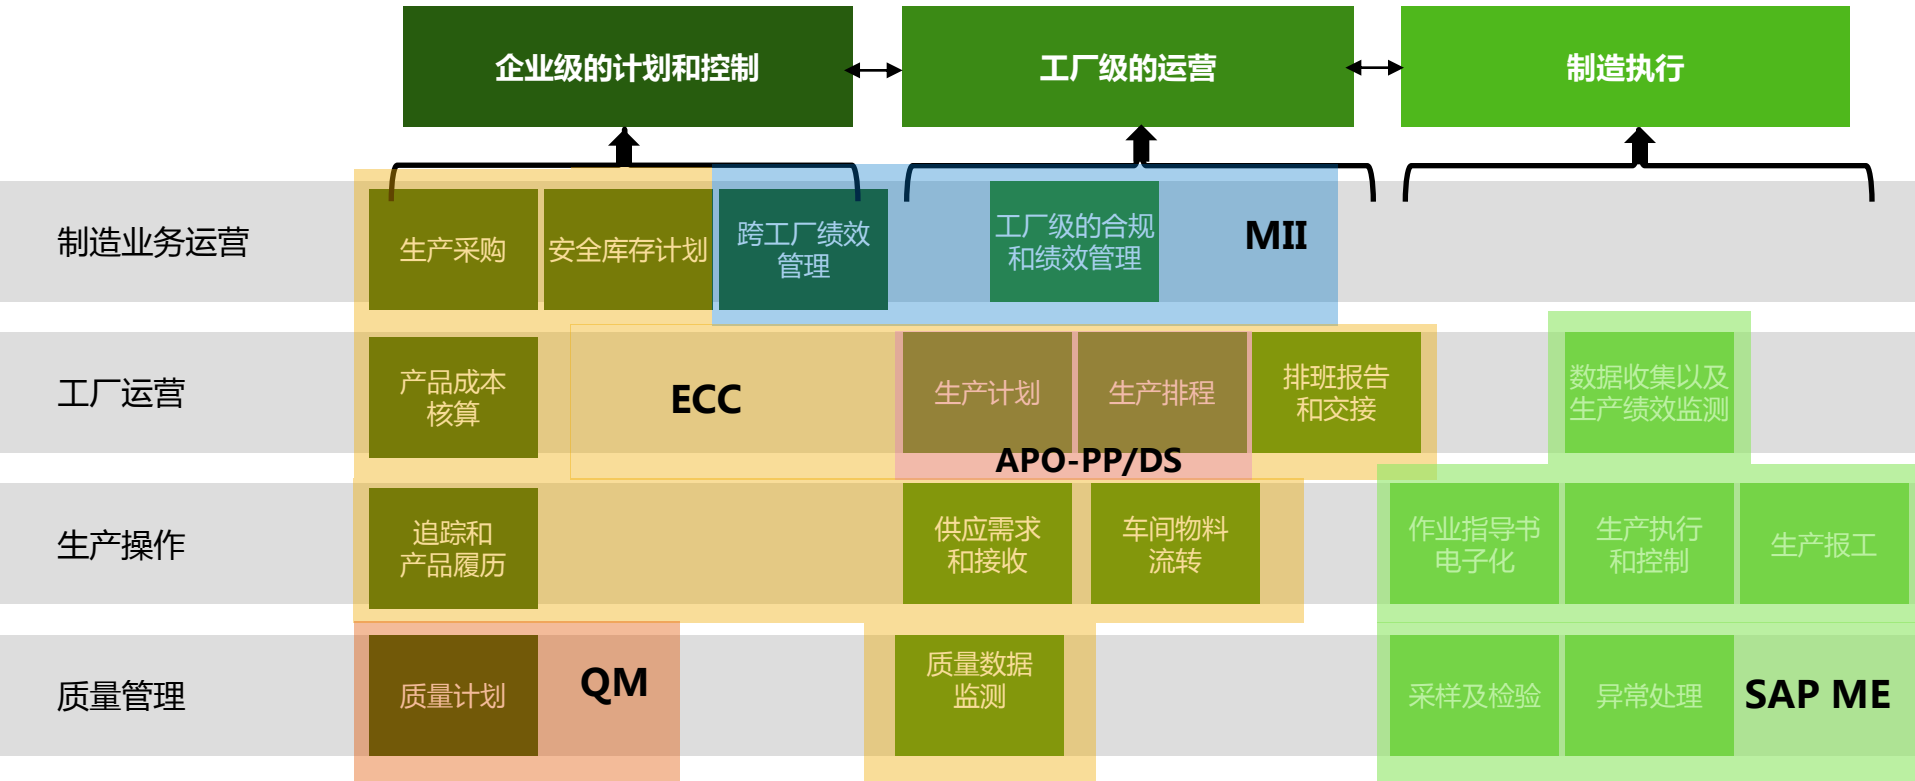 企业级的计划和控制
工厂级的运营
制造执行
制造业务运营
生产采购
安全库存计划
跨工厂绩效
管理
工厂级的合规
和绩效管理
MII
工厂运营
产品成本
核算
ECC
生产计划
生产排程
APO-PP/DS
排班报告
和交接
数据收集以及
生产绩效监测
生产操作
追踪和
产品履历
供应需求
和接收
车间物料
流转
作业指导书
电子化
生产执行
和控制
生产报工
质量管理
质量计划
QM
质量数据
监测
采样及检验
异常处理
SAP ME